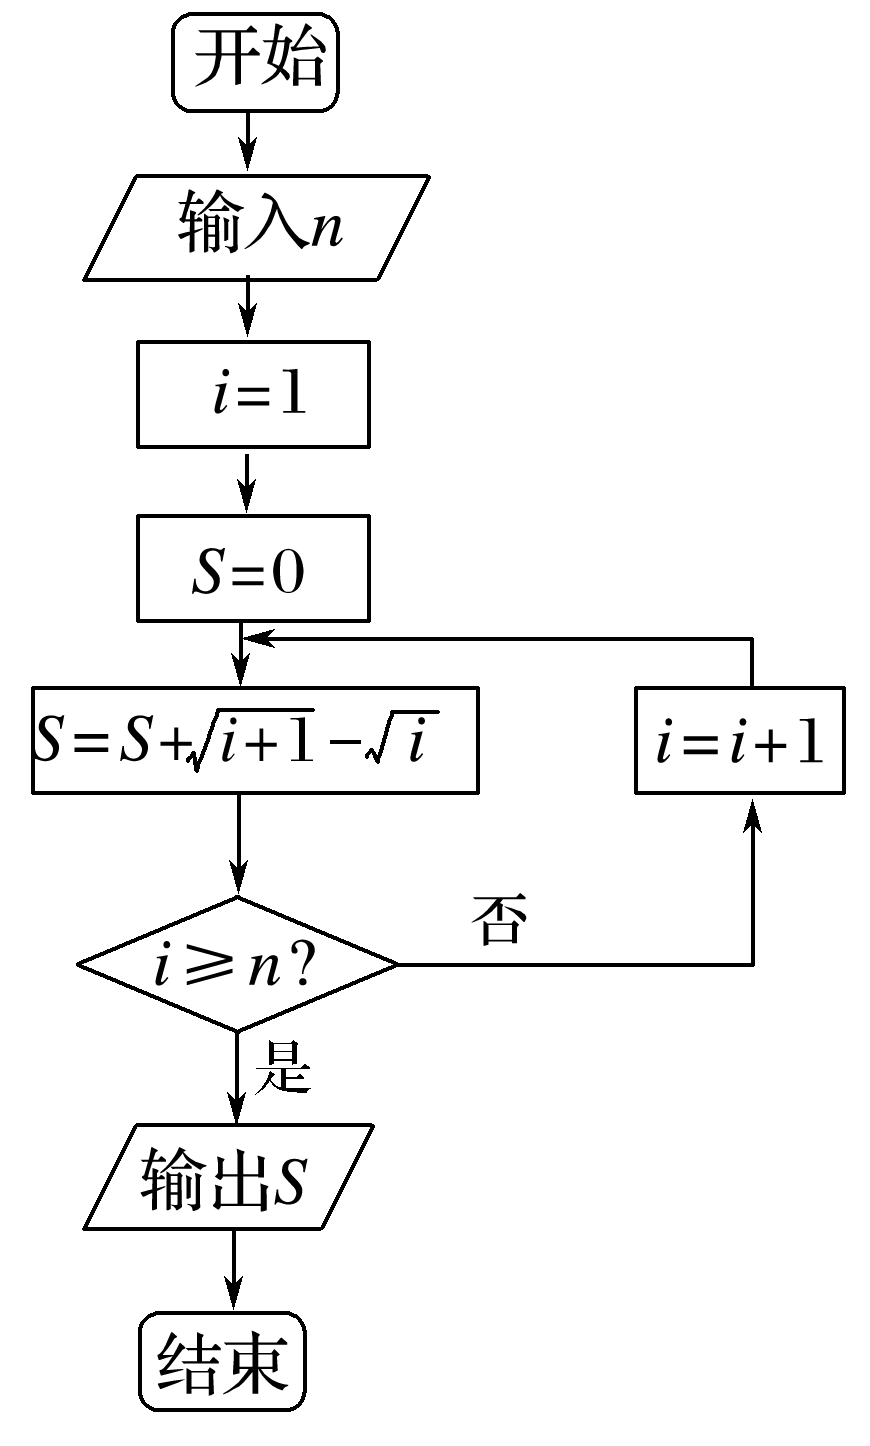 开始
输入n
i=1
S=0
S=S+√i+1-√i
i=i+1
否
i≥n?
是
输出S
结束